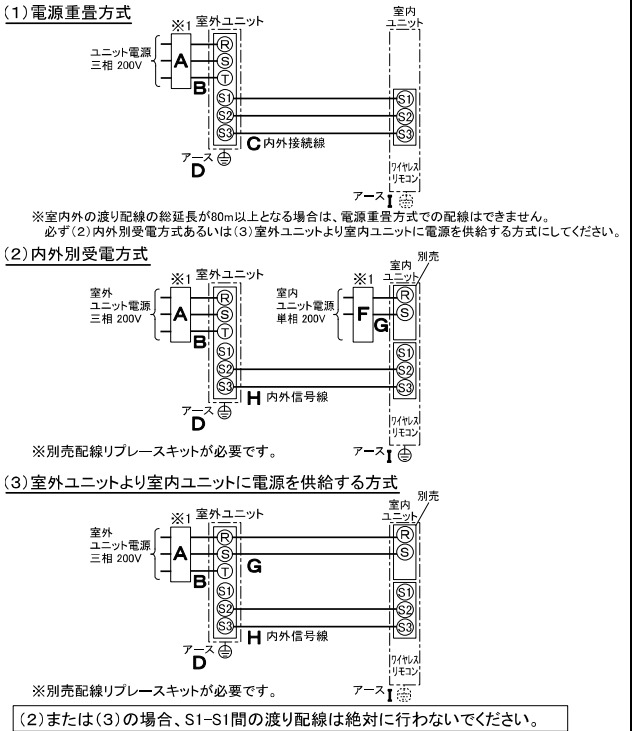 (1)電源重畳方式
※1 室外ユニット
室内
ユニット
ユニット電源
三相 200V
A
B
R
S
T
S1
S2
S3
S1
S2
S3
C 内外接続線
アース
D
ワイヤレス
リモコン
アース I
※室内外の渡り配線の総延長が80m以上となる場合は、電源重畳方式での配線はできません。
必ず(2)内外別受電方式あるいは(3)室外ユニットより室内ユニットに電源を供給する方式にしてください。
(2)内外別受電方式
※1 室外ユニット
※1
室内
ユニット
別売
室外
ユニット電源
三相 200V
A
B
R
S
T
S1
S2
S3
室内
ユニット電源
単相 200V
F
G
R
S
S1
S2
S3
H 内外信号線
アース
D
ワイヤレス
リモコン
アース I
※別売配線リプレースキットが必要です。
(3)室外ユニットより室内ユニットに電源を供給する方式
※1 室外ユニット
室内
ユニット
別売
室外
ユニット電源
三相 200V
A
B
R
S
T
S1
S2
S3
G
R
S
S1
S2
S3
H 内外信号線
アース
D
ワイヤレス
リモコン
アース I
※別売配線リプレースキットが必要です。
(2)または(3)の場合、S1-S1間の渡り配線は絶対に行わないでください。